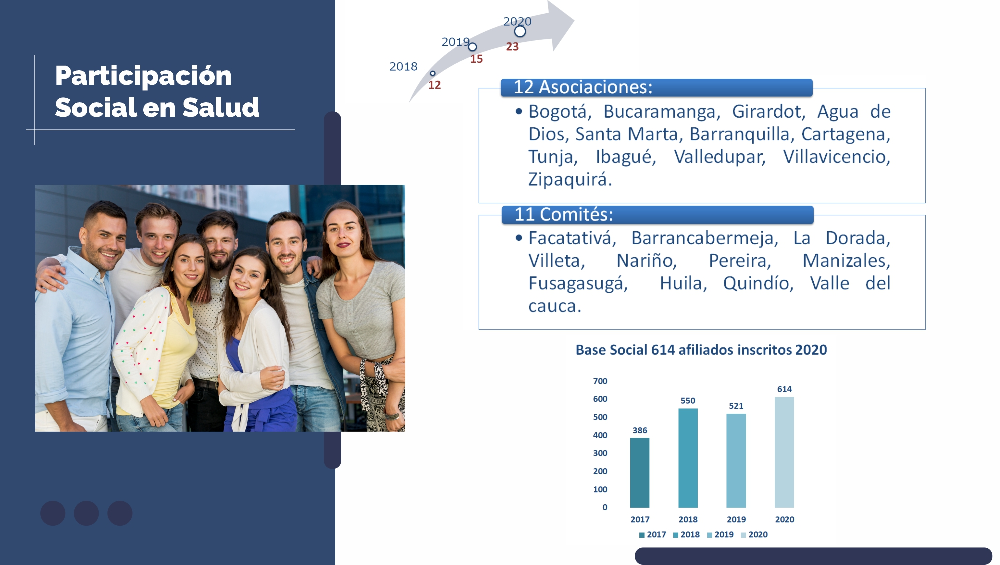 Participación
Social en Salud
2020
23
2019
15
2018
12
12 Asociaciones:
• Bogotá, Bucaramanga, Girardot, Agua de
Dios, Santa Marta, Barranquilla, Cartagena,
Tunja, Ibagué, Valledupar, Villavicencio,
Zipaquirá.
11 Comités:
• Facatativá, Barrancabermeja, La Dorada,
Villeta, Nariño, Pereira, Manizales,
Fusagasugá, Huila, Quindío, Valle del
cauca.
Base Social 614 afiliados inscritos 2020
700
600
500
400
300
200
100
0
386
550
521
614
2017 2018 2019 2020
2017 2018 2019 2020